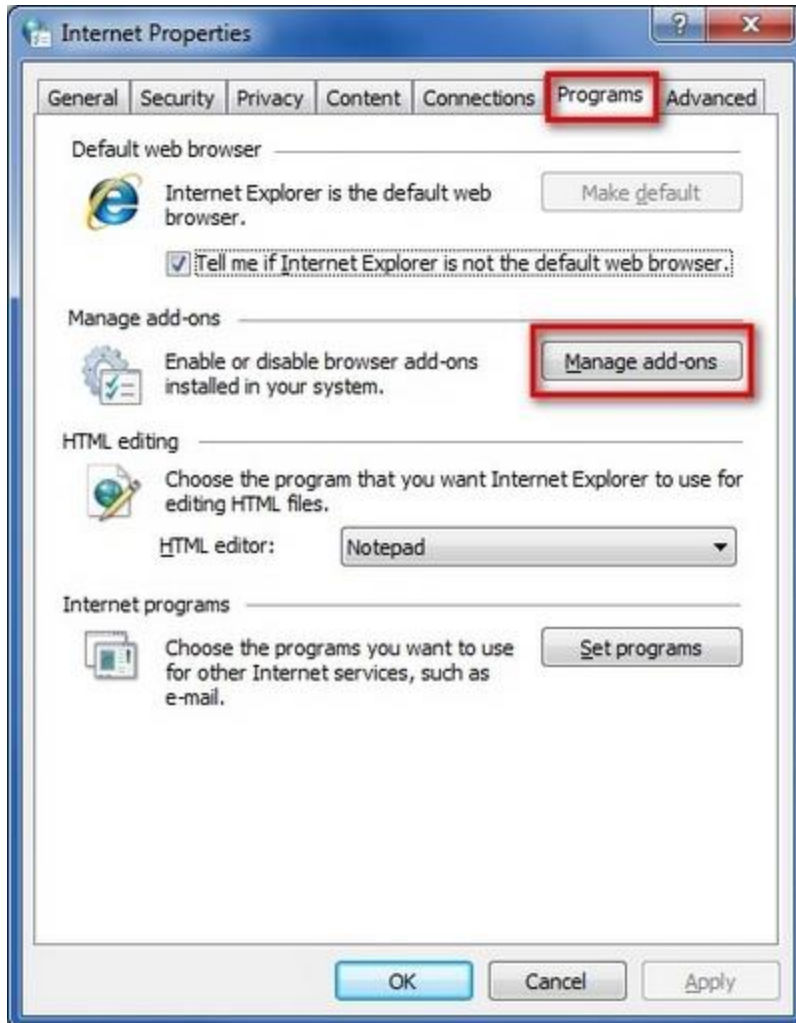 Internet Properties
General Security Privacy Content Connections Programs Advanced
Default web browser
Internet Explorer is the default web
browser.
Make default
Tell me if Internet Explorer is not the default web browser.
Manage add-ons
Enable or disable browser add-ons
installed in your system.
Manage add-ons
HTML editing
Choose the program that you want Internet Explorer to use for
editing HTML files.
HTML editor:
Notepad
Internet programs
Choose the programs you want to use
for other Internet services, such as
e-mail.
Set programs
OK Cancel Apply